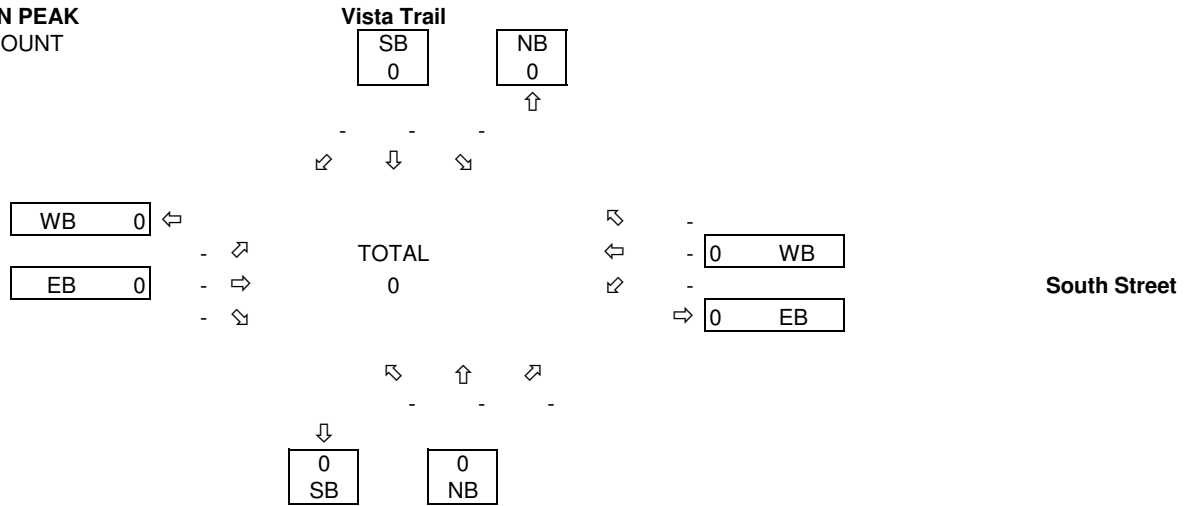 N PEAK Vista Trail
OUNT SB NB
0 0
⇧
- - -
⬃ ⇩ ⬂
WB 0 ⇦ ⬁ -
- ⬀ TOTAL ⇦ - 0 WB
EB 0 - ⇨ 0 ⬃ - South Street
- ⬂ ⇨ 0 EB
⬁ ⇧ ⬀
- - -
⇩
0 0
SB NB